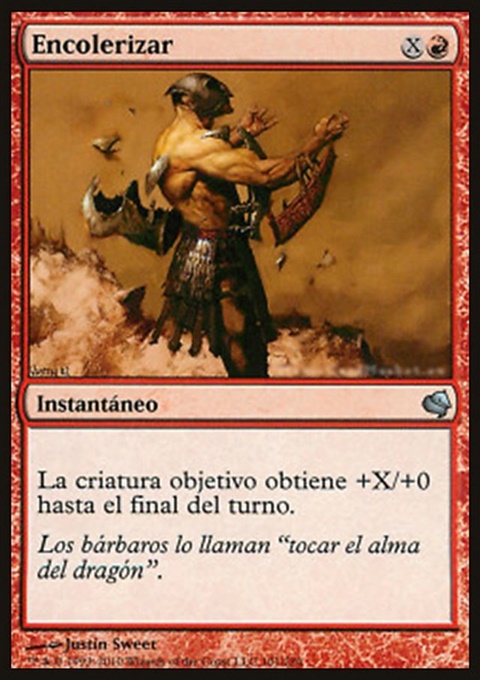 Encolerizar X
Instantáneo
La criatura objetivo obtiene +X/+0
hasta el final del turno.
Los bárbaros lo llaman “tocar el alma
del dragón”.
Justin Sweet